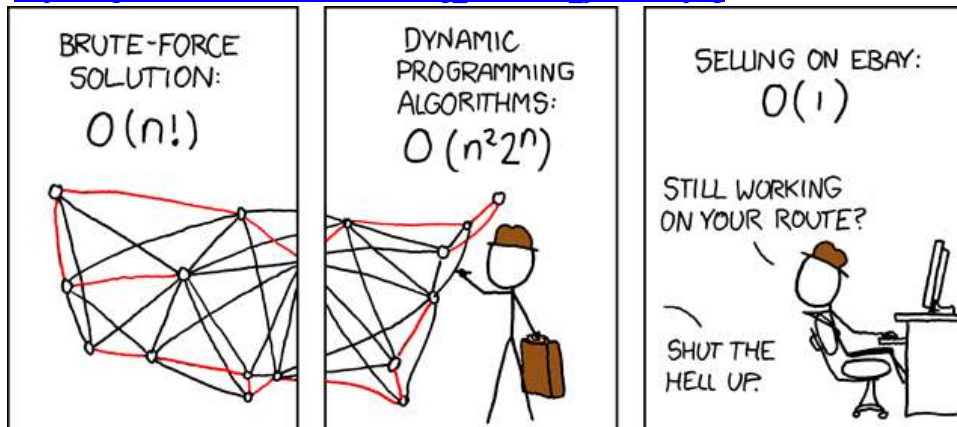 BRUTE-FORCE
SOLUTION:
O(n!)
DYNAMIC
PROGRAMMING
ALGORITHMS:
O(n²2ⁿ)
SELLING ON EBAY:
O(1)
STILL WORKING
ON YOUR ROUTE?
SHUT THE
HELL UP.